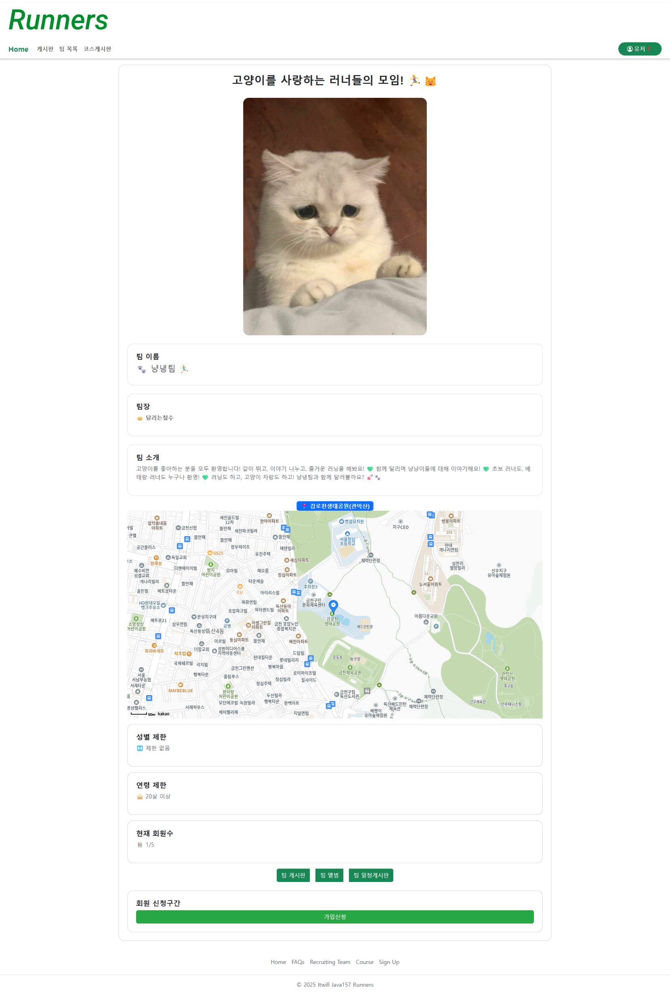 Runners
Home 게시판 팀 목록 코스게시판
유저❗
고양이를 사랑하는 러너들의 모임! 🏃‍♀️ 😺
팀 이름
🐾 냥녕팀 🏃‍♂️
팀장
👑 달리는철수
팀 소개
고양이를 좋아하는 분들 모두 환영합니다! 같이 뛰고, 이야기 나누고, 즐거운 러닝을 해봐요! 💚 함께 달리며 냥냥이들에 대해 이야기해요! 💚 초보 러너도, 베
테랑 러너도 누구나 환영! 💚 러닝도 하고, 고양이 자랑도 하고! 냥녕팀과 함께 달려볼까요? 🚀 🐾
📍 감로천생태공원(관악산)
세진골드빌
12차
한아아파트
병설유치원
쌍용아파트
설악솔내음
아파트
금천신협
뜰안채
세진파크빌라
지구CEO
큰별
뜰안채
뜰안채
뜰안채
101
서울정심
초등학교
공간플러스
정우하이츠
에덴빌라
현대
개나리연립
GS25
유진주택
독일교회
세심아파트
체력단련장
왕래성
삼천리
열망빌라
예수비전
성결교회
디앤에이치빌
쌈지
어린이공원
모아빌
해오름
정심아파트
선우지구
유아숲체험원
나
개나리빌라
뜰안채
타운캐슬
주차장3
뉴서울아파트
골든빌
메트로타운
CU
아이리스빌
금천구민
문화체육센터
HD현대오일
뱅크주유소
목화연립
독산동아
아파트
호암파크빌
하이랜드빌
문성지구대
아름다운교회
감로천
생태공원
메트로21
삼우연립
공영
아셈그린힐
아파트
금천 호암노인
종합복지관
배드민턴장
소망상상
어린이공원
독산동성
독산4동
미르빌
동심아파트
뜰안채
해찬아파트
파리바게뜨
더함교회
성원미디어스쿨
지역아동센터
탁초밥
드림빌
현대힐타운
롯데빌리지
운동장
농구장
국제쉐르빌
리치빌
금천그린맨션
행복마을
금천체육공원
서울
서남부농협
행복타운
올림푸스
로이하이츠빌
정심빌라
힐사이드
관악산
생태공원
서래타운
MAYBEBLUE
청실주택
족구장
한사랑
어린이공원
두산빌라
금천구립
독산도서관
체력단련장
모던에코빌
녹원빌라
행복타운
한백아트
독산배드민턴
체육관
체력단련장
선우체육관
선우테니스장
명성팰리스
서래하우스
제이펠리체
지일연립
베짱이
유아숲체험원
50m kakao
성별 제한
🚻 제한 없음
연령 제한
🎂 20살 이상
현재 회원수
👫 1/5
팀 게시판 팀 앨범 팀 일정게시판
회원 신청구간
가입신청
Home FAQs Recruiting Team Course Sign Up
© 2025 Itwill Java157 Runners